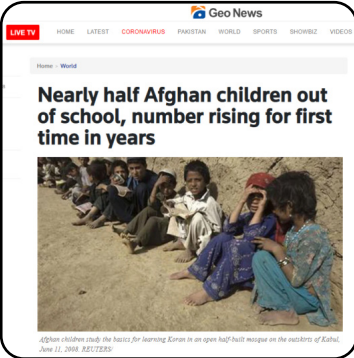 Geo News
LIVE TV HOME LATEST CORONAVIRUS PAKISTAN WORLD SPORTS SHOWBIZ VIDEOS
Home World
Nearly half Afghan children out
of school, number rising for first
time in years
Afghan children study the basics for learning Koran in an open half-built mosque on the outskirts of Kabul,
June 11, 2008. REUTERS/